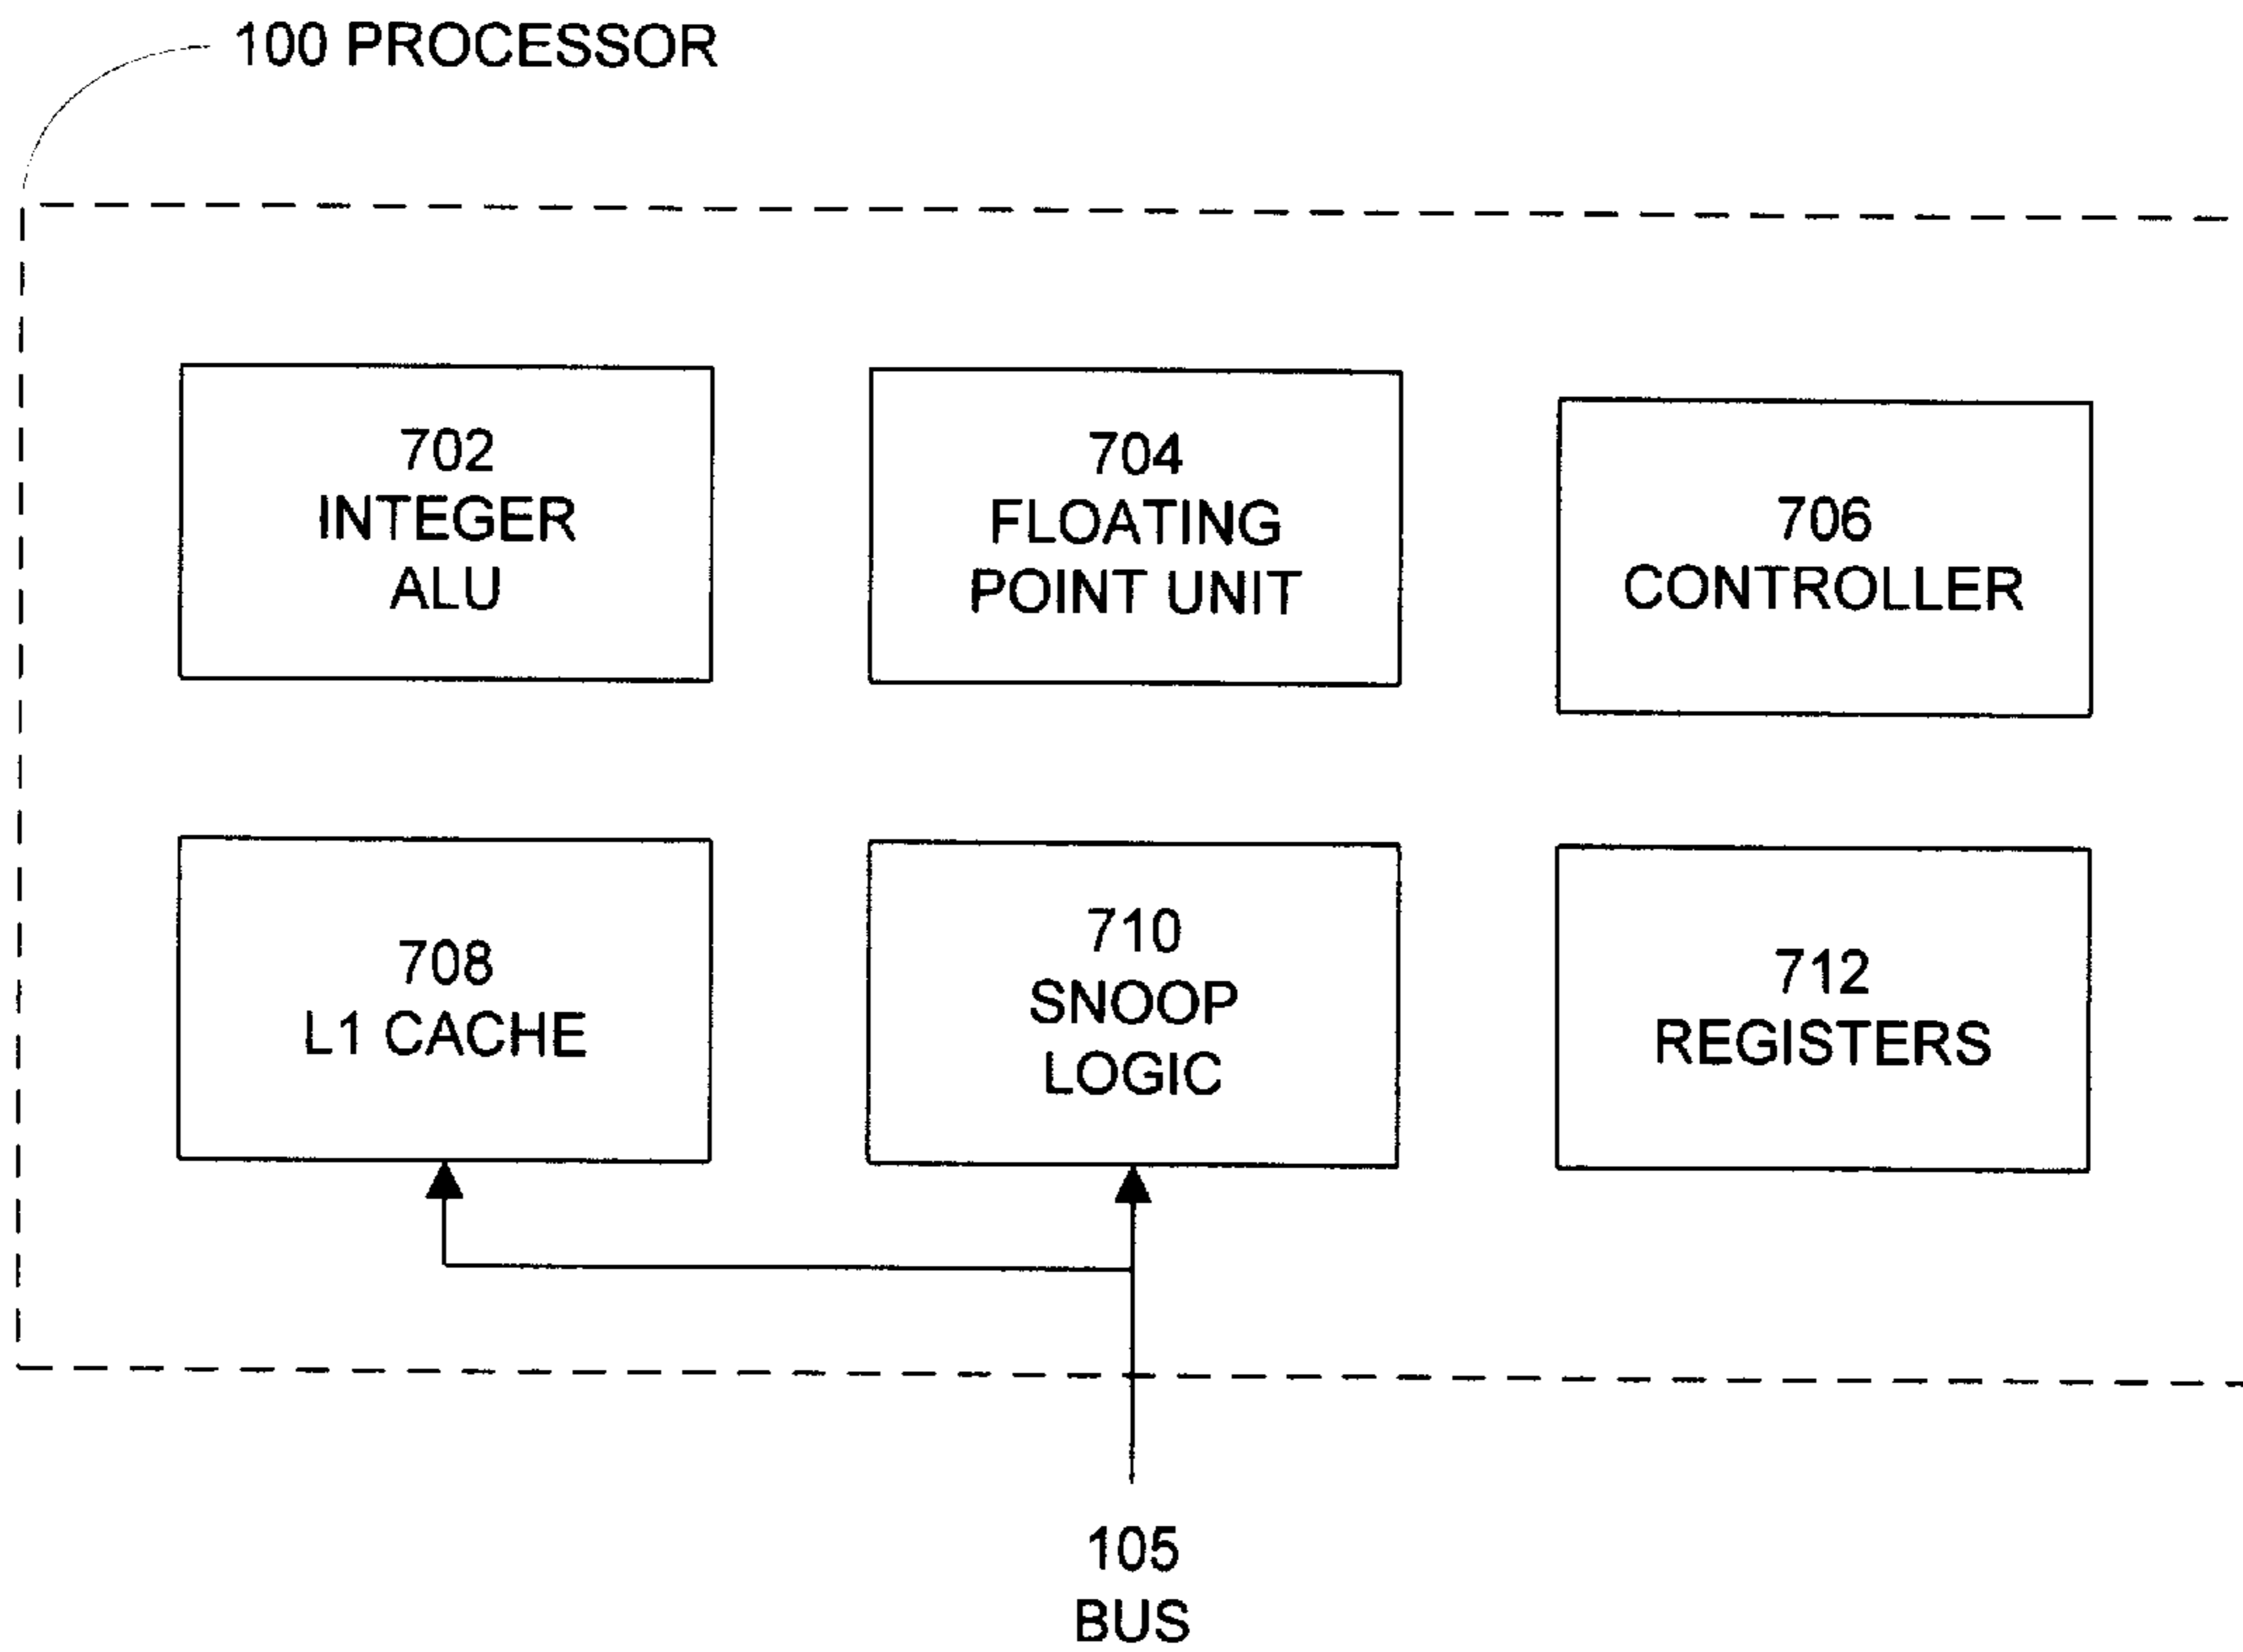 100 PROCESSOR
702
INTEGER
ALU
704
FLOATING
POINT UNIT
706
CONTROLLER
708
L1 CACHE
710
SNOOP
LOGIC
712
REGISTERS
105
BUS